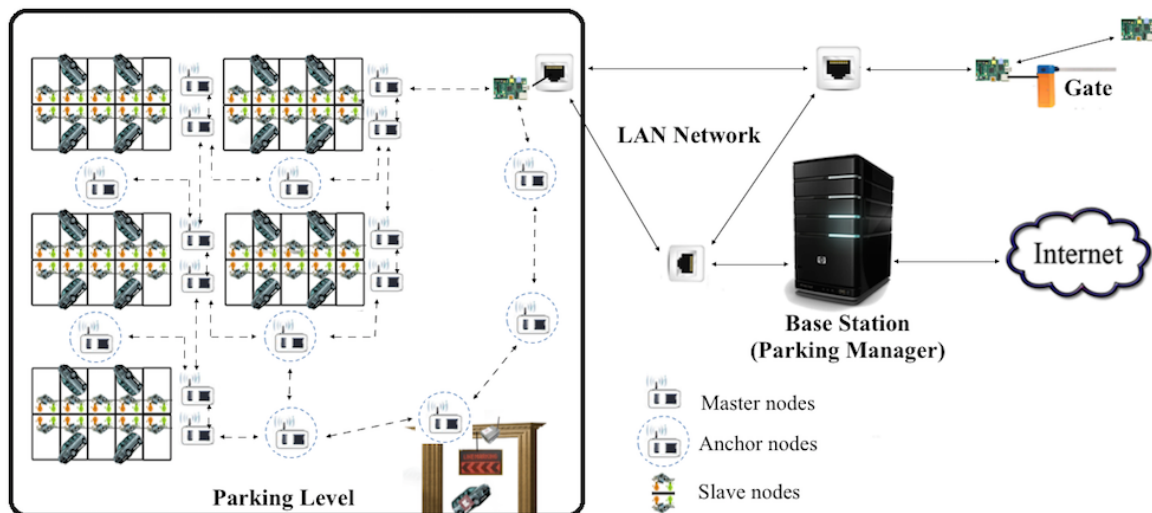 Gate
LAN Network
Internet
Base Station
(Parking Manager)
Master nodes
Anchor nodes
Slave nodes
Parking Level